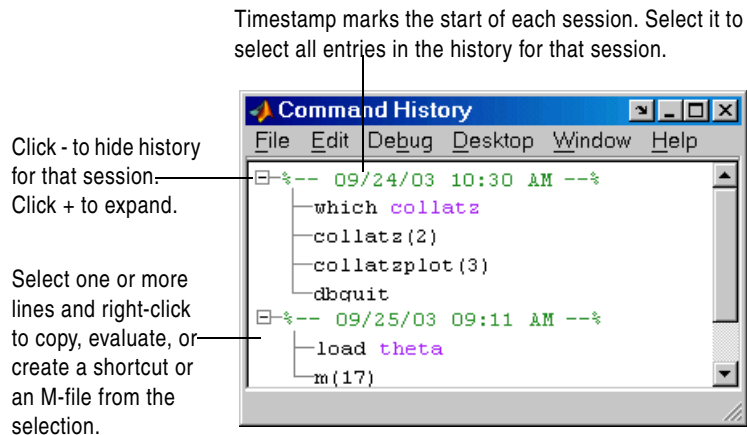 Timestamp marks the start of each session. Select it to
select all entries in the history for that session.
Click - to hide history
for that session.
Click + to expand.
Select one or more
lines and right-click
to copy, evaluate, or
create a shortcut or
an M-file from the
selection.
Command History
File Edit Debug Desktop Window Help
%-- 09/24/03 10:30 AM --%
which collatz
collatz(2)
collatzplot(3)
dbquit
%-- 09/25/03 09:11 AM --%
load theta
m(17)